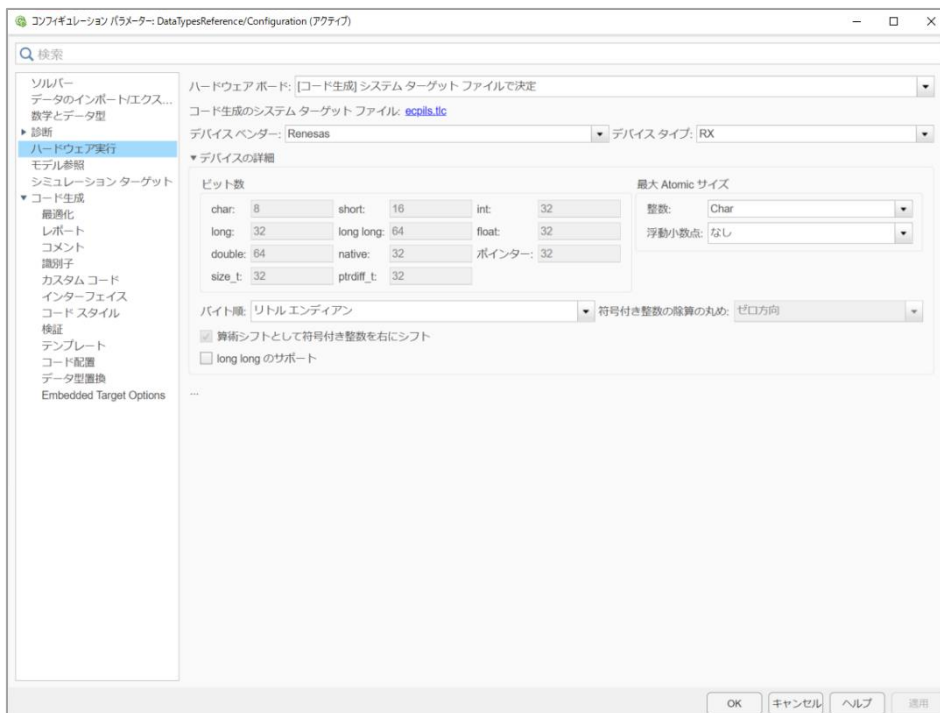 コンフィギュレーション パラメーター: DataTypesReference/Configuration (アクティブ)
検索
ソルバー
データのインポート/エクス...
数学とデータ型
診断
ハードウェア実行
モデル参照
シミュレーション ターゲット
コード生成
最適化
レポート
コメント
識別子
カスタム コード
インターフェイス
コード スタイル
検証
テンプレート
コード配置
データ型置換
Embedded Target Options
ハードウェア ボード: [コード生成] システム ターゲット ファイルで決定
コード生成のシステム ターゲット ファイル: ecpils.tlc
デバイス ベンダー: Renesas デバイス タイプ: RX
デバイスの詳細
ビット数 最大 Atomic サイズ
char: 8 short: 16 int: 32 整数: Char
long: 32 long long: 64 float: 32 浮動小数点: なし
double: 64 native: 32 ポインター: 32
size_t: 32 ptrdiff_t: 32
バイト順: リトル エンディアン 符号付き整数の除算の丸め: ゼロ方向
算術シフトとして符号付き整数を右にシフト
long long のサポート
...
OK キャンセル ヘルプ 適用